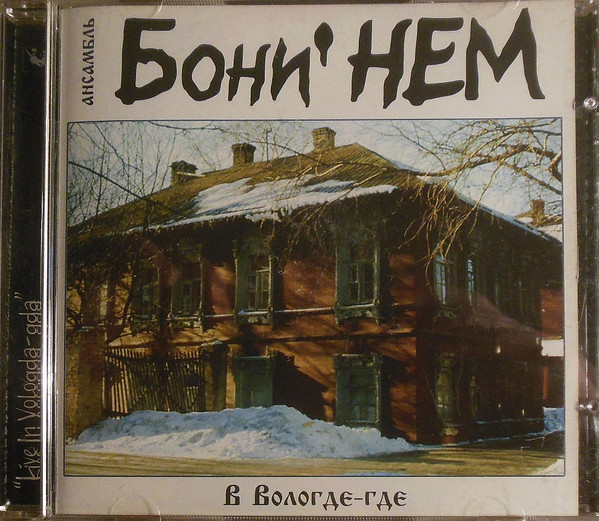 ансамбль
Бони' НЕМ
В Вологде-где
"Live In Vologda-gda"